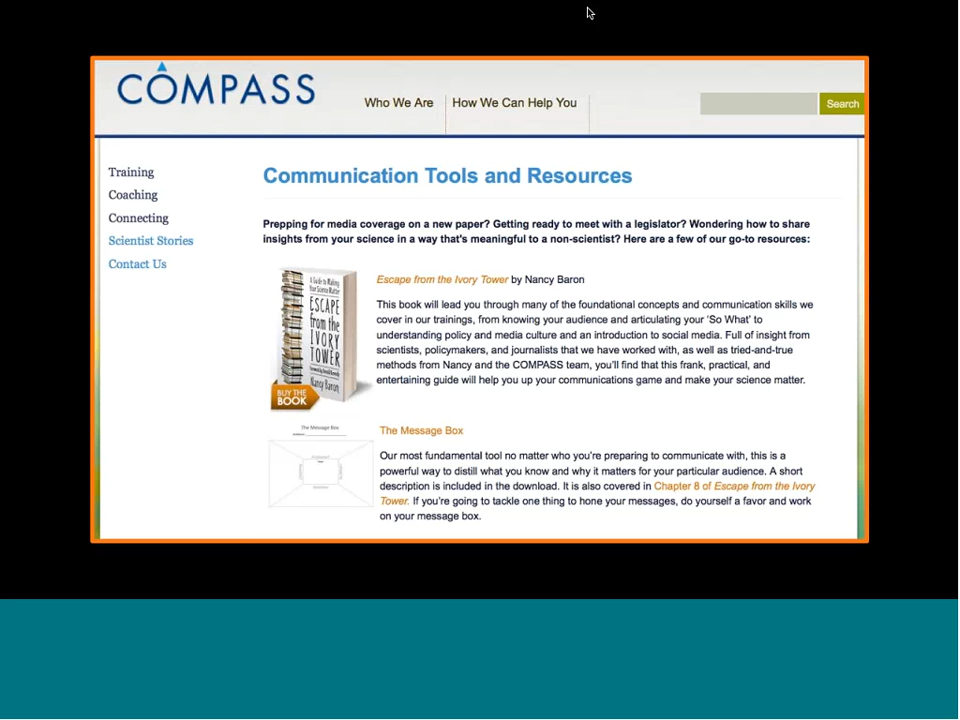 COMPASS
Who We Are
How We Can Help You
Search
Training
Coaching
Connecting
Scientist Stories
Contact Us
Communication Tools and Resources
Prepping for media coverage on a new paper? Getting ready to meet with a legislator? Wondering how to share
insights from your science in a way that's meaningful to a non-scientist? Here are a few of our go-to resources:
A Guide to Making
Your Science Matter
ESCAPE
from the
IVORY
TOWER
Nancy Baron
BUY THE
BOOK
Escape from the Ivory Tower by Nancy Baron
This book will lead you through many of the foundational concepts and communication skills we
cover in our trainings, from knowing your audience and articulating your 'So What' to
understanding policy and media culture and an introduction to social media. Full of insight from
scientists, policymakers, and journalists that we have worked with, as well as tried-and-true
methods from Nancy and the COMPASS team, you'll find that this frank, practical, and
entertaining guide will help you up your communications game and make your science matter.
The Message Box
The Message Box
Our most fundamental tool no matter who you're preparing to communicate with, this is a
powerful way to distill what you know and why it matters for your particular audience. A short
description is included in the download. It is also covered in Chapter 8 of Escape from the Ivory
Tower. If you're going to tackle one thing to hone your messages, do yourself a favor and work
on your message box.